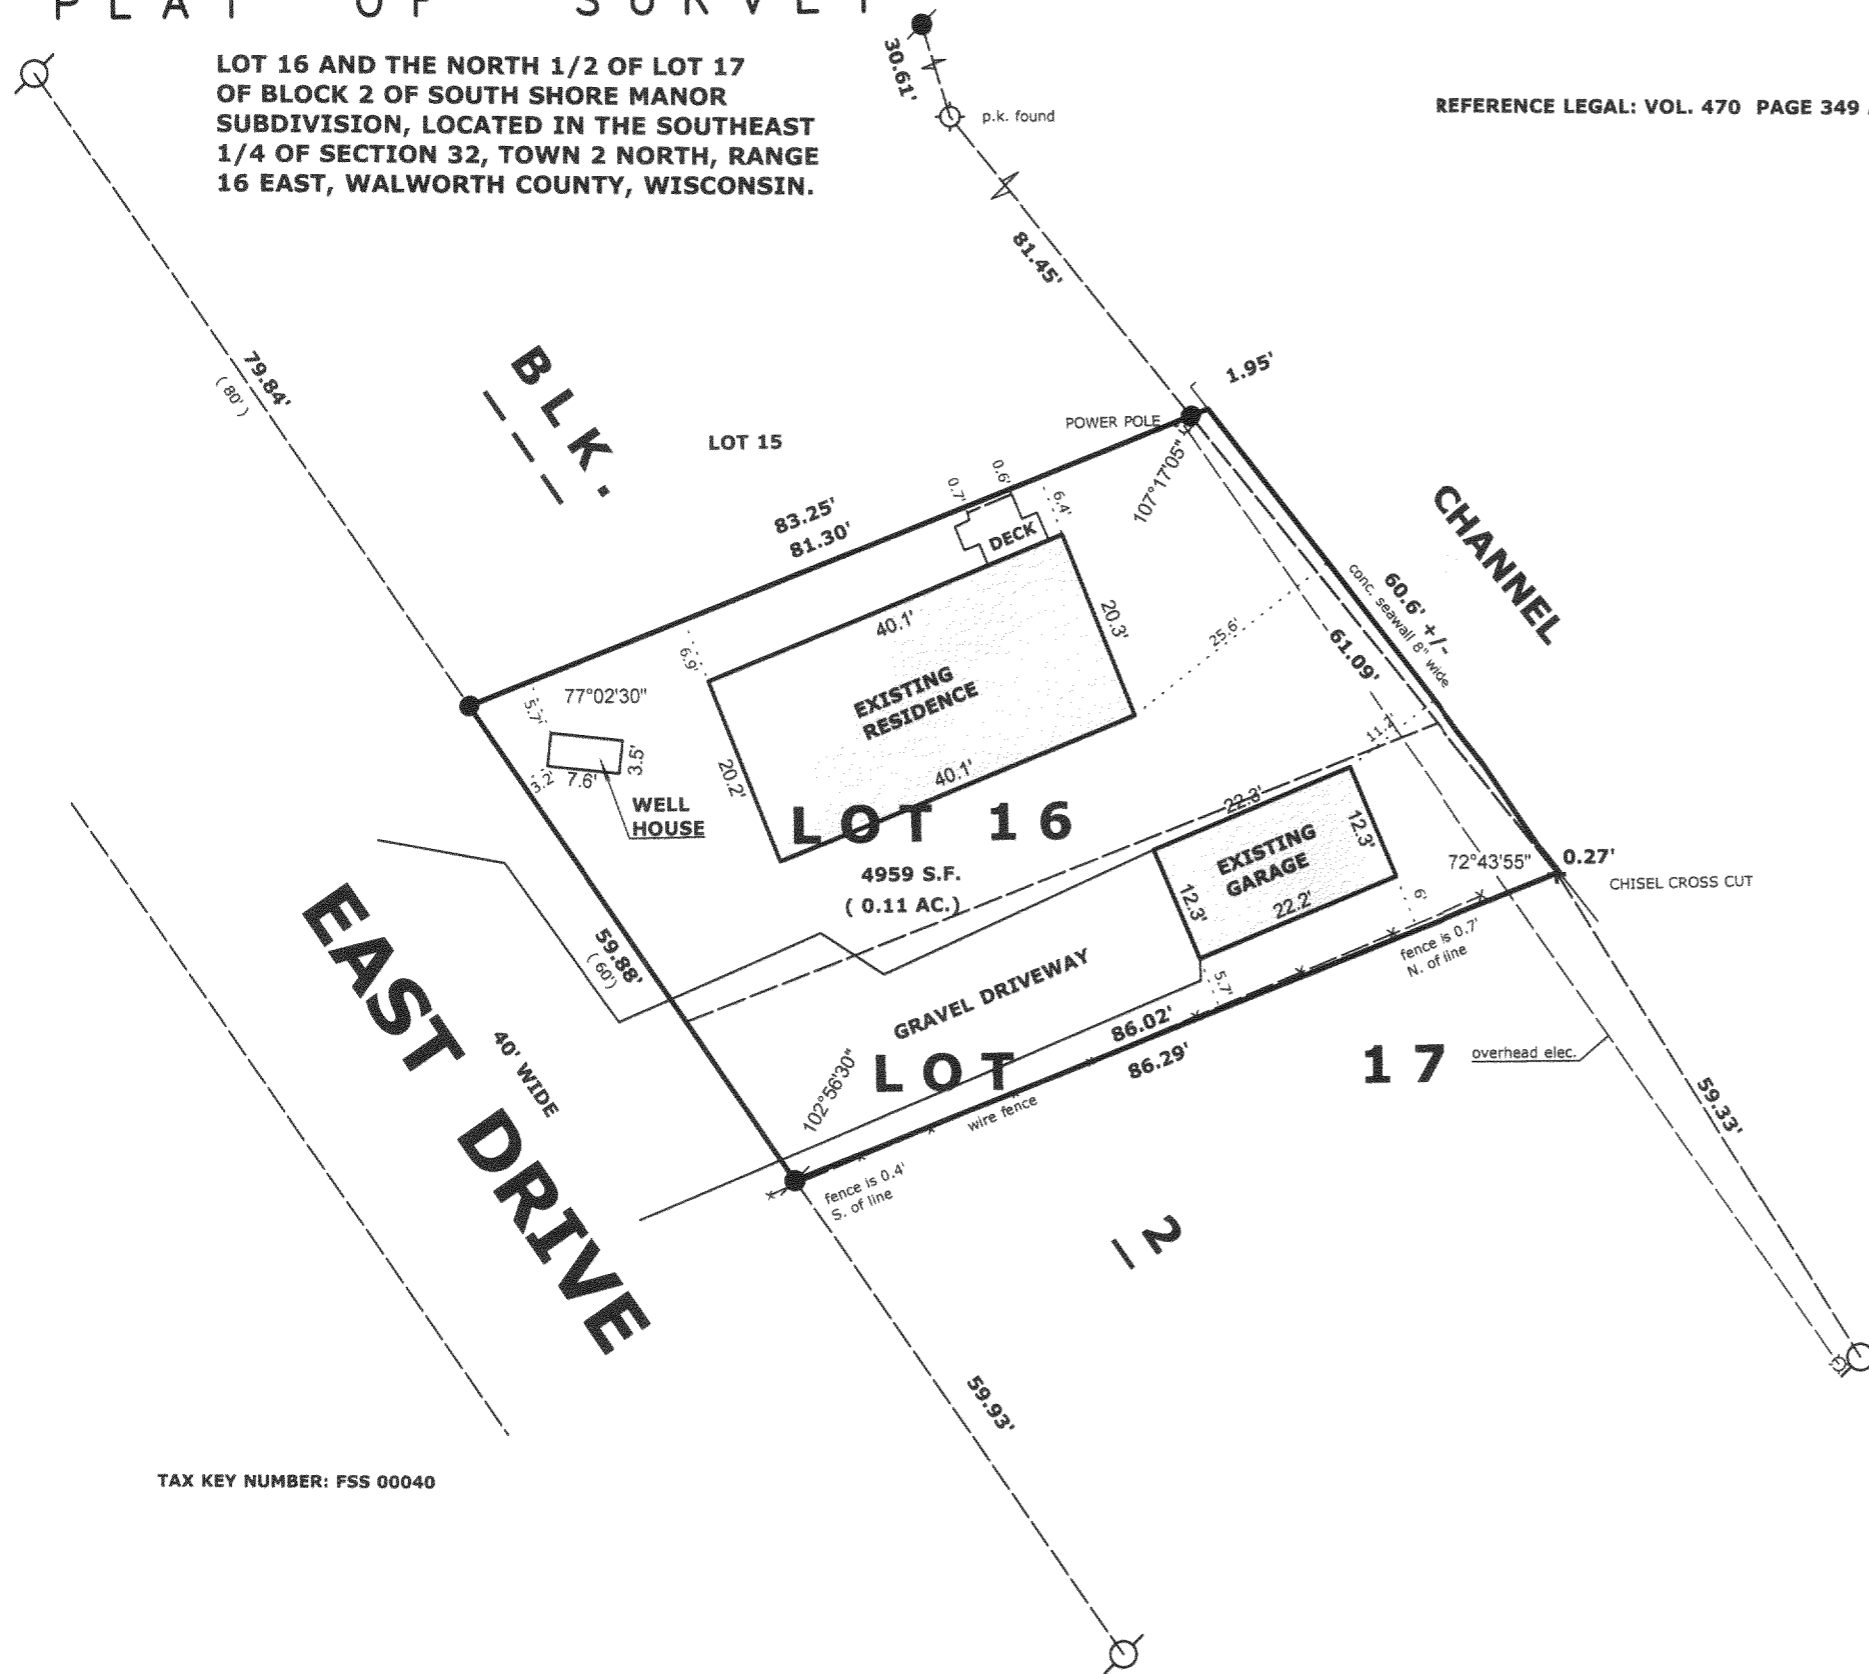 PLAT OF SURVEY
LOT 16 AND THE NORTH 1/2 OF LOT 17
OF BLOCK 2 OF SOUTH SHORE MANOR
SUBDIVISION, LOCATED IN THE SOUTHEAST
1/4 OF SECTION 32, TOWN 2 NORTH, RANGE
16 EAST, WALWORTH COUNTY, WISCONSIN.
30.61'
p.k. found
REFERENCE LEGAL: VOL. 470 PAGE 349
81.45'
79.84'
( 80' )
BLK.
LOT 15
1.95'
POWER POLE
107°17'05"
83.25'
81.30'
0.7'
0.6'
6.4'
DECK
CHANNEL
60.6' +/-
conc. seawall 8" wide
61.09'
40.1'
20.3'
25.6'
6.9'
EXISTING
RESIDENCE
77°02'30"
5.7'
3.2'
7.6'
3.5'
WELL
HOUSE
20.2'
40.1'
11.2'
LOT 16
4959 S.F.
( 0.11 AC.)
22.3'
12.3'
EXISTING
GARAGE
12.3'
22.2'
72°43'55"
0.27'
CHISEL CROSS CUT
6'
fence is 0.7'
N. of line
59.88'
( 60')
EAST DRIVE
40' WIDE
GRAVEL DRIVEWAY
5.7'
86.02'
86.29'
LOT 17
overhead elec.
102°56'30"
wire fence
fence is 0.4'
S. of line
59.33'
2
59.93'
TAX KEY NUMBER: FSS 00040